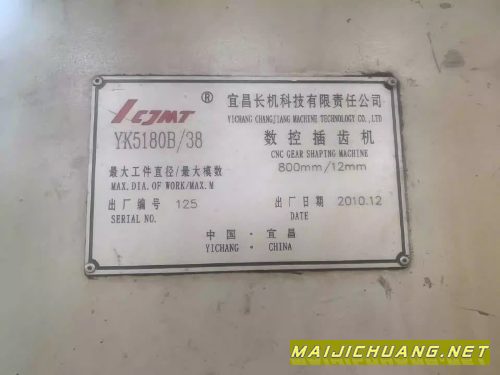 YCJMT ® 宜昌长机科技有限责任公司
YICHANG CHANGJIANG MACHINE TECHNOLOGY CO.,LTD
YK5180B/38 数控插齿机
CNC GEAR SHAPING MACHINE
最大工件直径/最大模数 800mm/12mm
MAX.DIA.OF WORK/MAX.M
出厂编号 125 出厂日期 2010.12
SERIAL NO. DATE
中国·宜昌
YICHANG · CHINA
MAIJICHUANG.NET